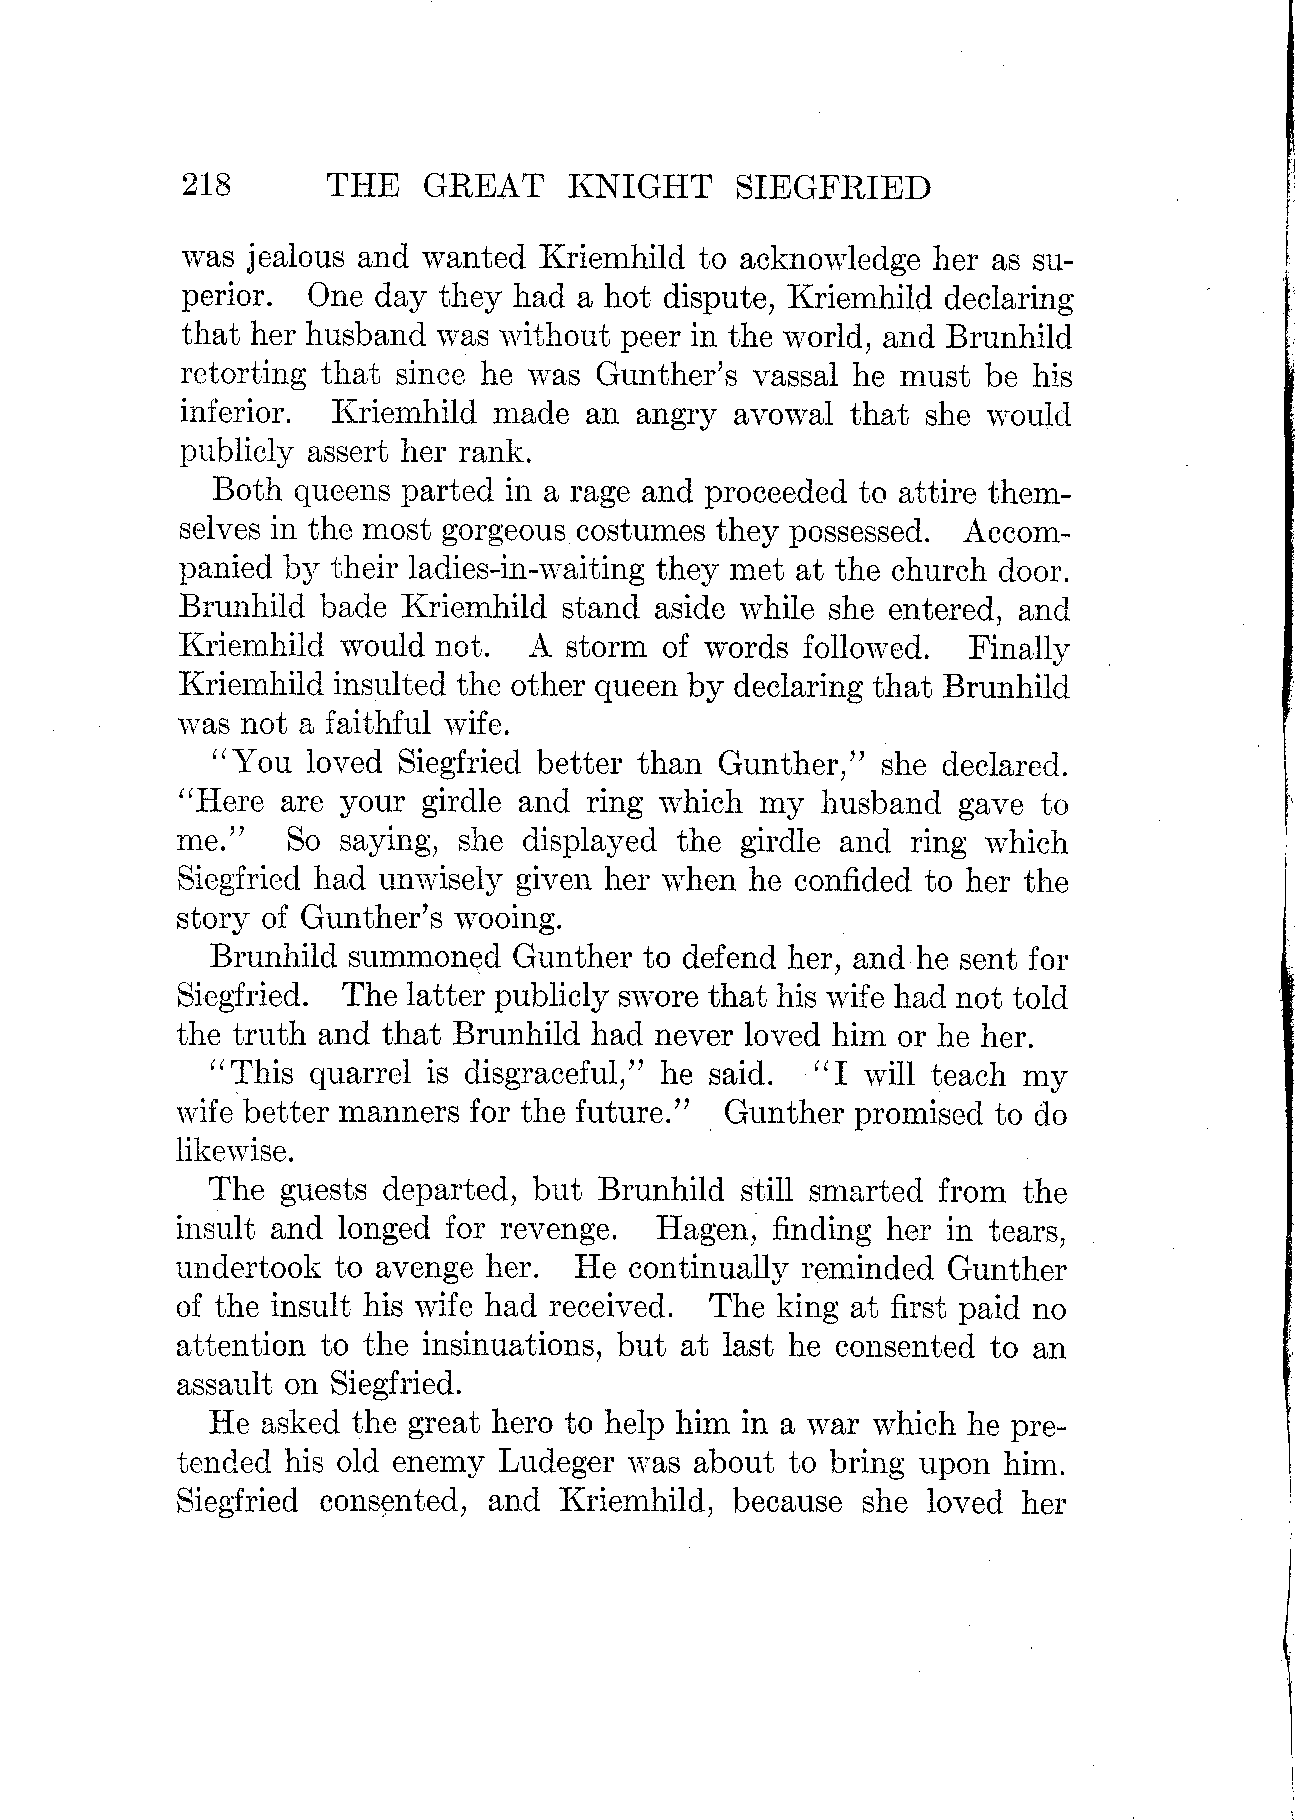 218 THE GREAT KNIGHT SIEGFRIED
was jealous and wanted Kriemhild to acknowledge her as su-
perior. One day they had a hot dispute, Kriemhild declaring
that her husband was without peer in the world, and Brunhild
retorting that since he was Gunther's vassal he must be his
inferior. Kriemhild made an angry avowal that she would
publicly assert her rank.
Both queens parted in a rage and proceeded to attire them-
selves in the most gorgeous costumes they possessed. Accom-
panied by their ladies-in-waiting they met at the church door.
Brunhild bade Kriemhild stand aside while she entered, and
Kriemhild would not. A storm of words followed. Finally
Kriemhild insulted the other queen by declaring that Brunhild
was not a faithful wife.
"You loved Siegfried better than Gunther," she declared.
"Here are your girdle and ring which my husband gave to
me." So saying, she displayed the girdle and ring which
Siegfried had unwisely given her when he confided to her the
story of Gunther's wooing.
Brunhild summoned Gunther to defend her, and he sent for
Siegfried. The latter publicly swore that his wife had not told
the truth and that Brunhild had never loved him or he her.
"This quarrel is disgraceful," he said. "I will teach my
wife better manners for the future." Gunther promised to do
likewise.
The guests departed, but Brunhild still smarted from the
insult and longed for revenge. Hagen, finding her in tears,
undertook to avenge her. He continually reminded Gunther
of the insult his wife had received. The king at first paid no
attention to the insinuations, but at last he consented to an
assault on Siegfried.
He asked the great hero to help him in a war which he pre-
tended his old enemy Ludeger was about to bring upon him.
Siegfried consented, and Kriemhild, because she loved her